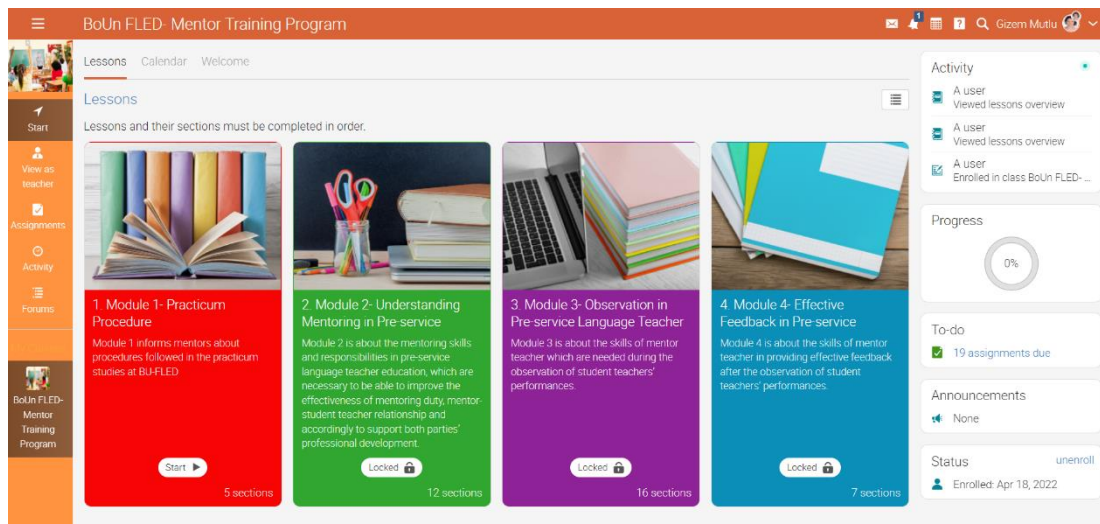 BoUn FLED- Mentor Training Program
1
?
Gizem Mutlu
Start
View as
teacher
Assignments
Activity
Forums
BoUn FLED-
Mentor
Training
Program
Lessons Calendar Welcome
Lessons
Lessons and their sections must be completed in order.
1. Module 1- Practicum
Procedure
Module 1 informs mentors about
procedures followed in the practicum
studies at BU-FLED
Start
5 sections
2. Module 2- Understanding
Mentoring in Pre-service
Module 2 is about the mentoring skills
and responsibilities in pre-service
language teacher education, which are
necessary to be able to improve the
effectiveness of mentoring duty, mentor-
student teacher relationship and
accordingly to support both parties'
professional development.
Locked
12 sections
3. Module 3- Observation in
Pre-service Language Teacher
Module 3 is about the skills of mentor
teacher which are needed during the
observation of student teachers'
performances.
Locked
16 sections
4. Module 4- Effective
Feedback in Pre-service
Module 4 is about the skills of mentor
teacher in providing effective feedback
after the observation of student
teachers' performances.
Locked
7 sections
Activity
A user
Viewed lessons overview
A user
Viewed lessons overview
A user
Enrolled in class BoUn FLED- ...
Progress
0%
To-do
19 assignments due
Announcements
None
Status unenroll
Enrolled: Apr 18, 2022